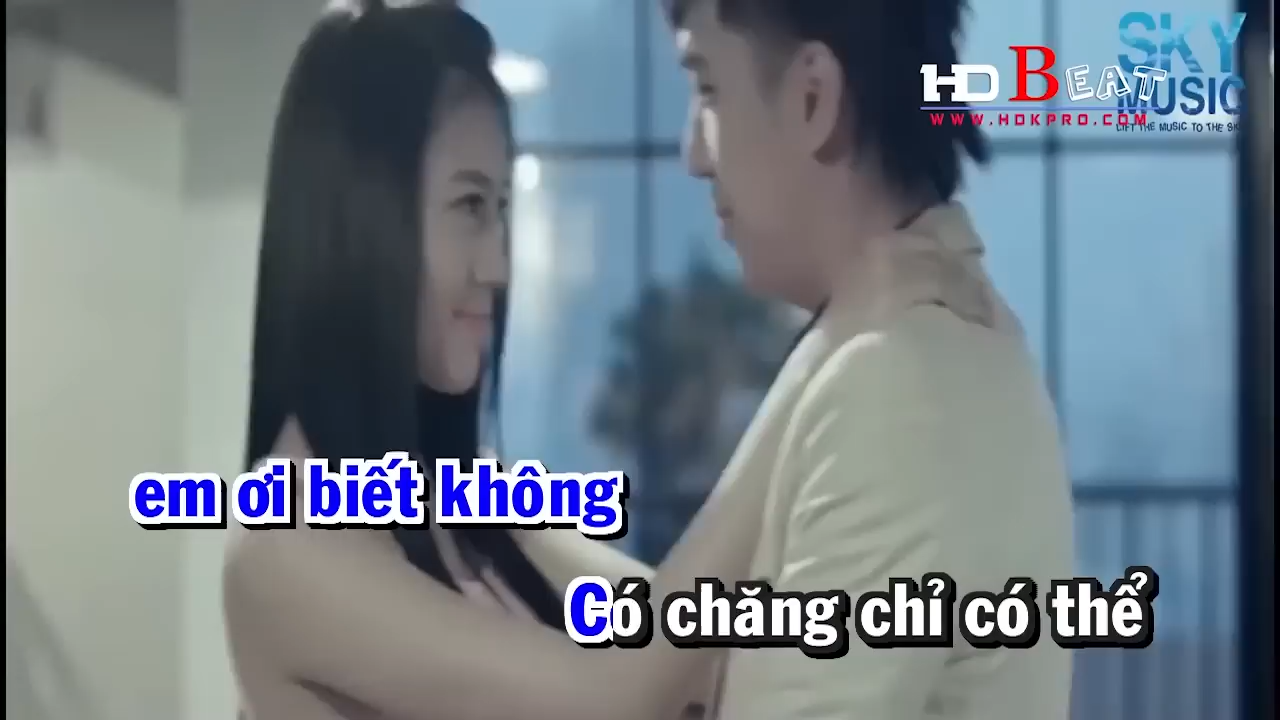 SKY
HD BEAT
MUSIC
WWW.HDKPRO.COM
LIFT THE MUSIC TO THE SK
em ơi biết không
Có chăng chỉ có thể